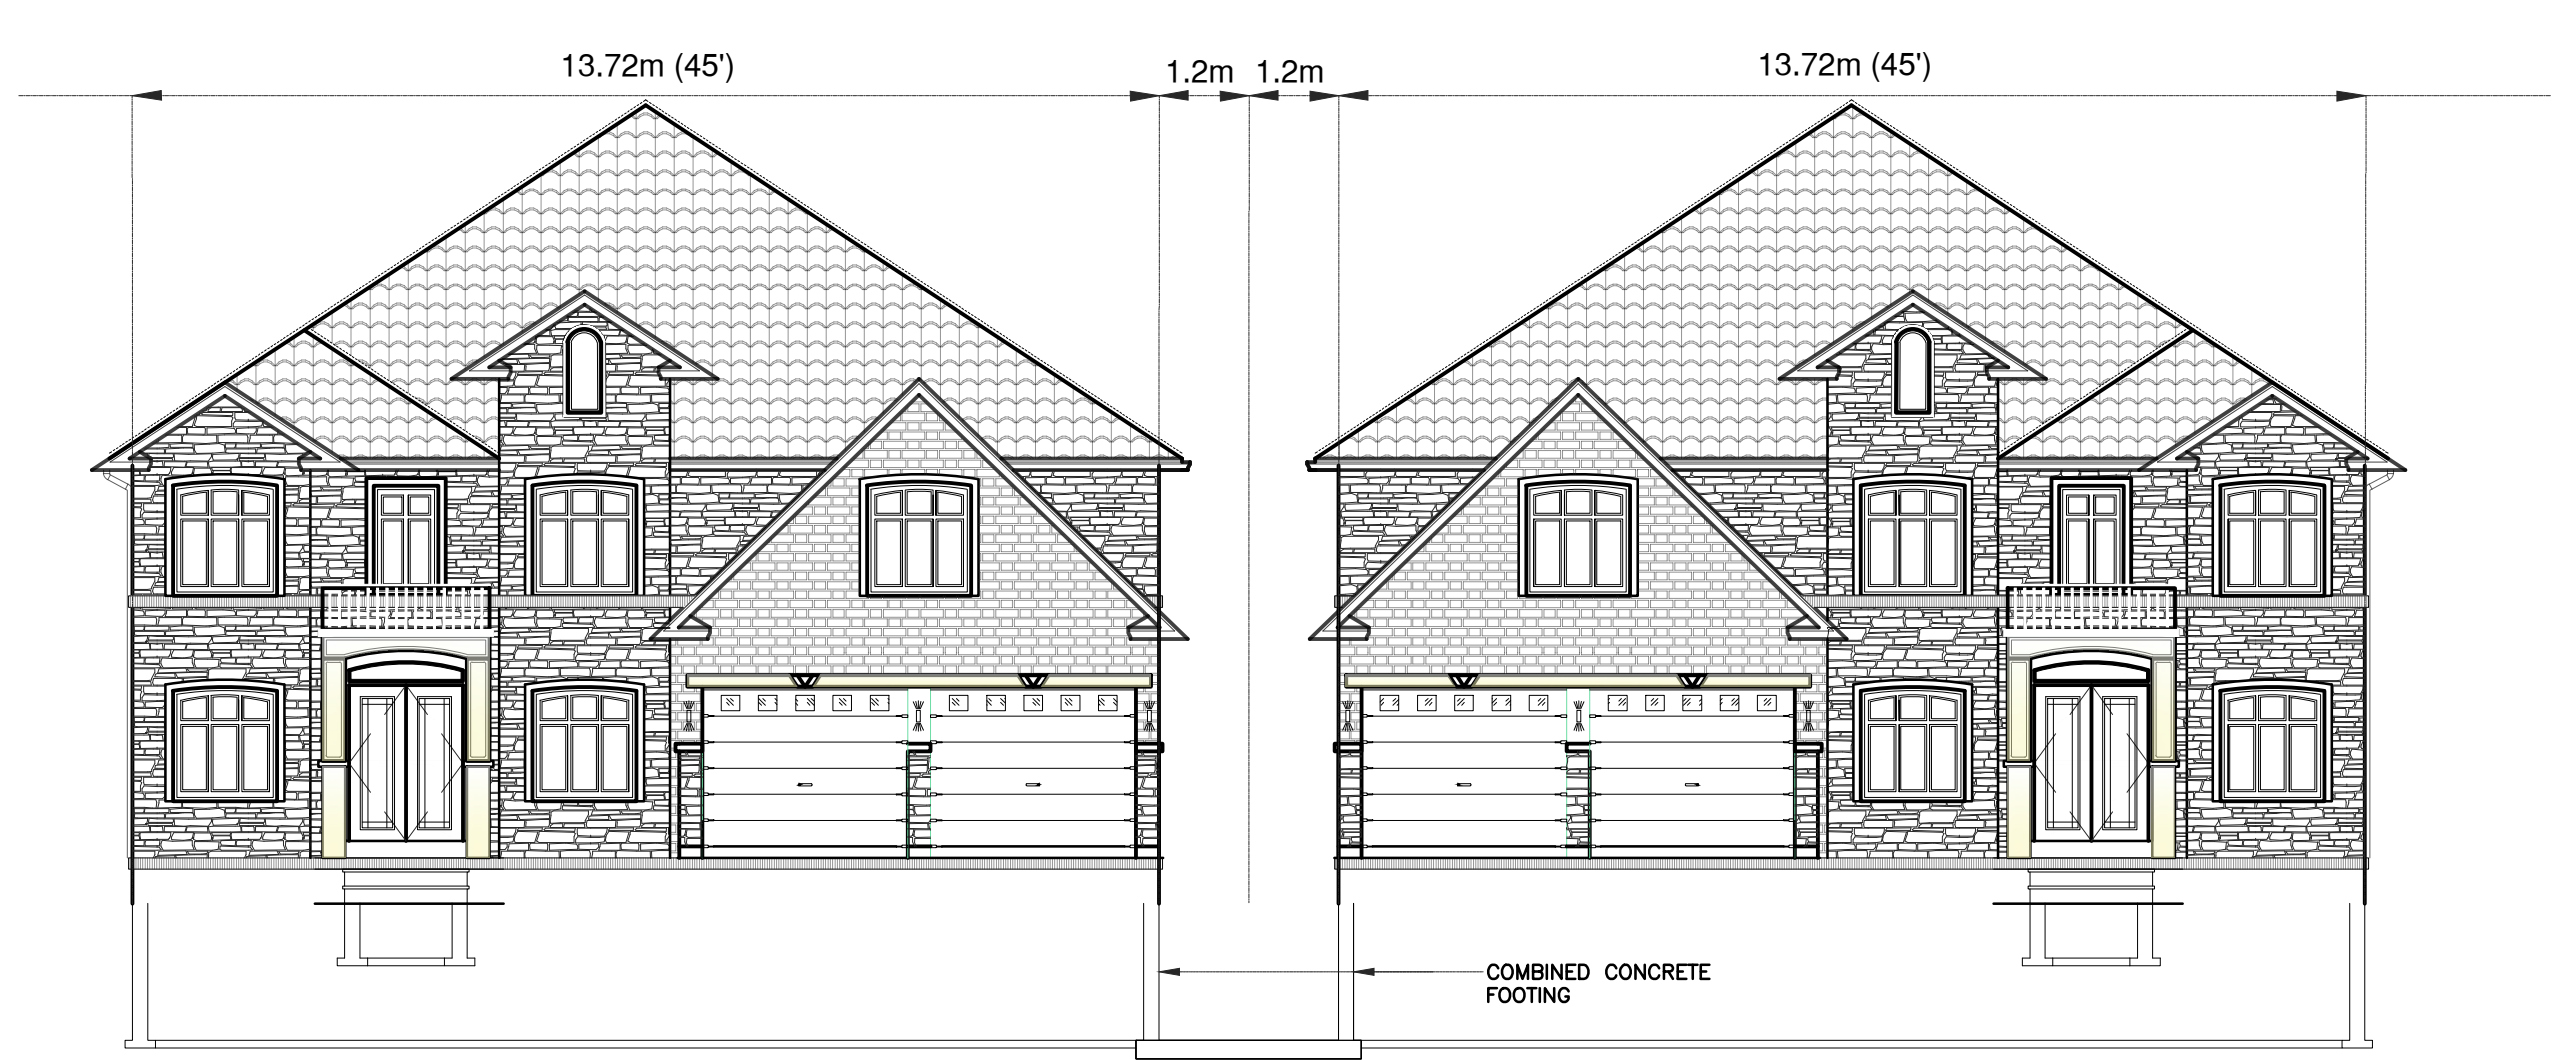 13.72m (45')
1.2m
1.2m
13.72m (45')
COMBINED CONCRETE
FOOTING